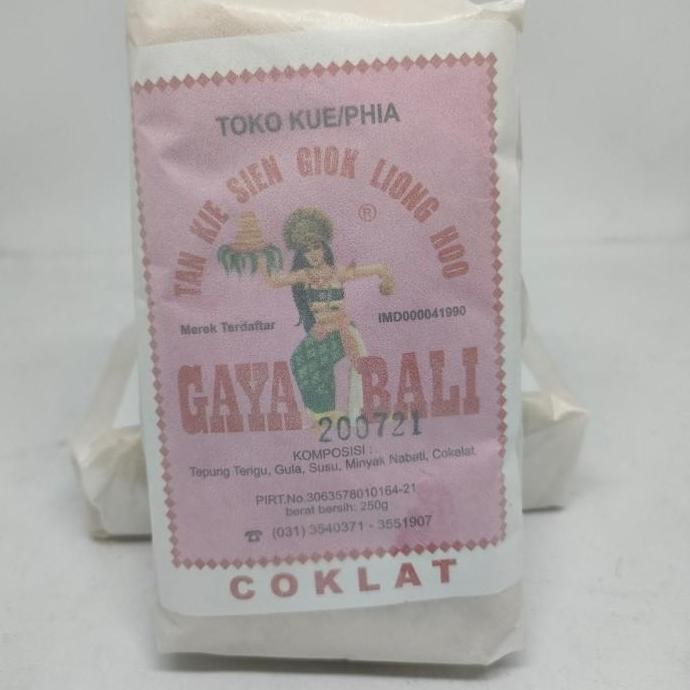 TOKO KUE/PHIA
TAN KIE SIEN GIOK LIONG HOO
®
Merek Terdaftar
IMD000041990
GAYA BALI
200721
KOMPOSISI :
Tepung Terigu, Gula, Susu, Minyak Nabati, Cokelat
PIRT.No.3063578010164-21
berat bersih: 250g
☎ (031) 3540371 - 3551907
COKLAT